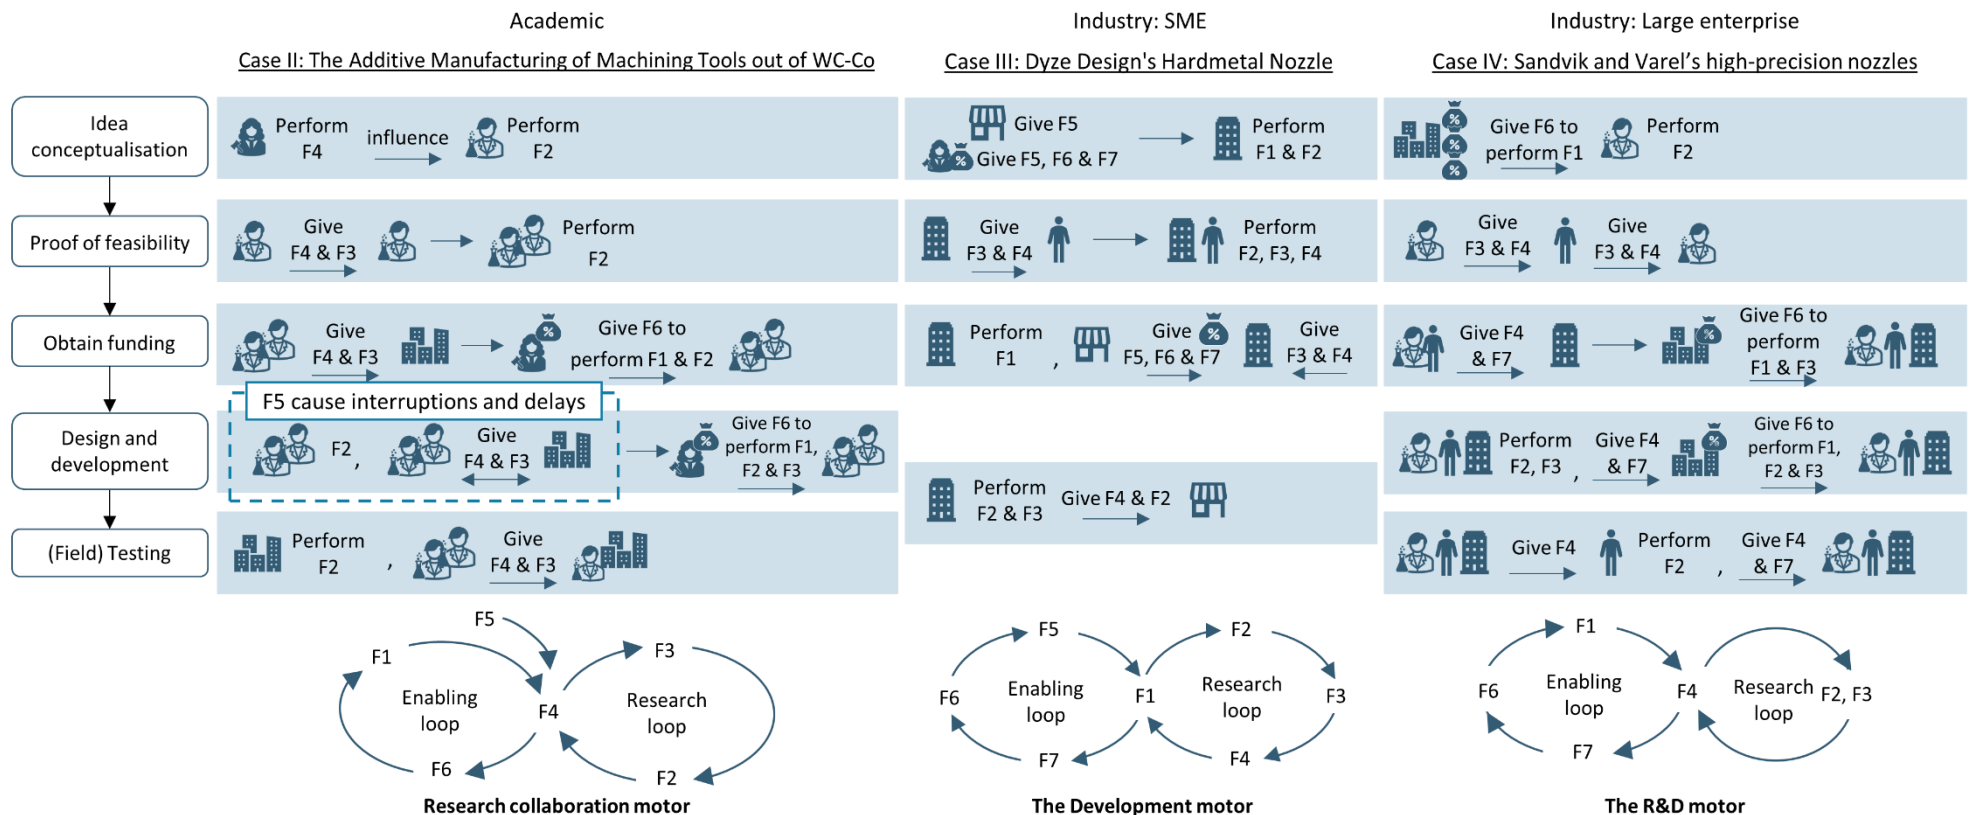 Academic
Industry: SME
Industry: Large enterprise
Case II: The Additive Manufacturing of Machining Tools out of WC-Co
Case III: Dyze Design's Hardmetal Nozzle
Case IV: Sandvik and Varel’s high-precision nozzles
Idea
conceptualisation
Perform
F4
influence
Perform
F2
Give F5
Give F5, F6 & F7
Perform
F1 & F2
%
%
%
%
Give F6 to
perform F1
Perform
F2
Proof of feasibility
Give
F4 & F3
Perform
F2
Give
F3 & F4
Perform
F2, F3, F4
Give
F3 & F4
Give
F3 & F4
Obtain funding
Give
F4 & F3
%
Give F6 to
perform F1 & F2
Perform
F1
,
Give
F5, F6 & F7
%
Give
F3 & F4
Give F4
& F7
%
Give F6 to
perform
F1 & F3
F5 cause interruptions and delays
Design and
development
F2
,
Give
F4 & F3
%
Give F6 to
perform F1,
F2 & F3
Perform
F2 & F3
Give F4 & F2
Perform
F2, F3
,
Give F4
& F7
%
Give F6 to
perform F1,
F2 & F3
(Field) Testing
Perform
F2
,
Give
F4 & F3
Give F4
Perform
F2
,
Give F4
& F7
F5
F1
F3
Enabling
loop
F4
Research
loop
F6
F2
Research collaboration motor
F5
F2
F6
Enabling
loop
F1
Research
loop
F3
F7
F4
The Development motor
F1
F6
Enabling
loop
F4
Research
loop
F2, F3
F7
The R&D motor